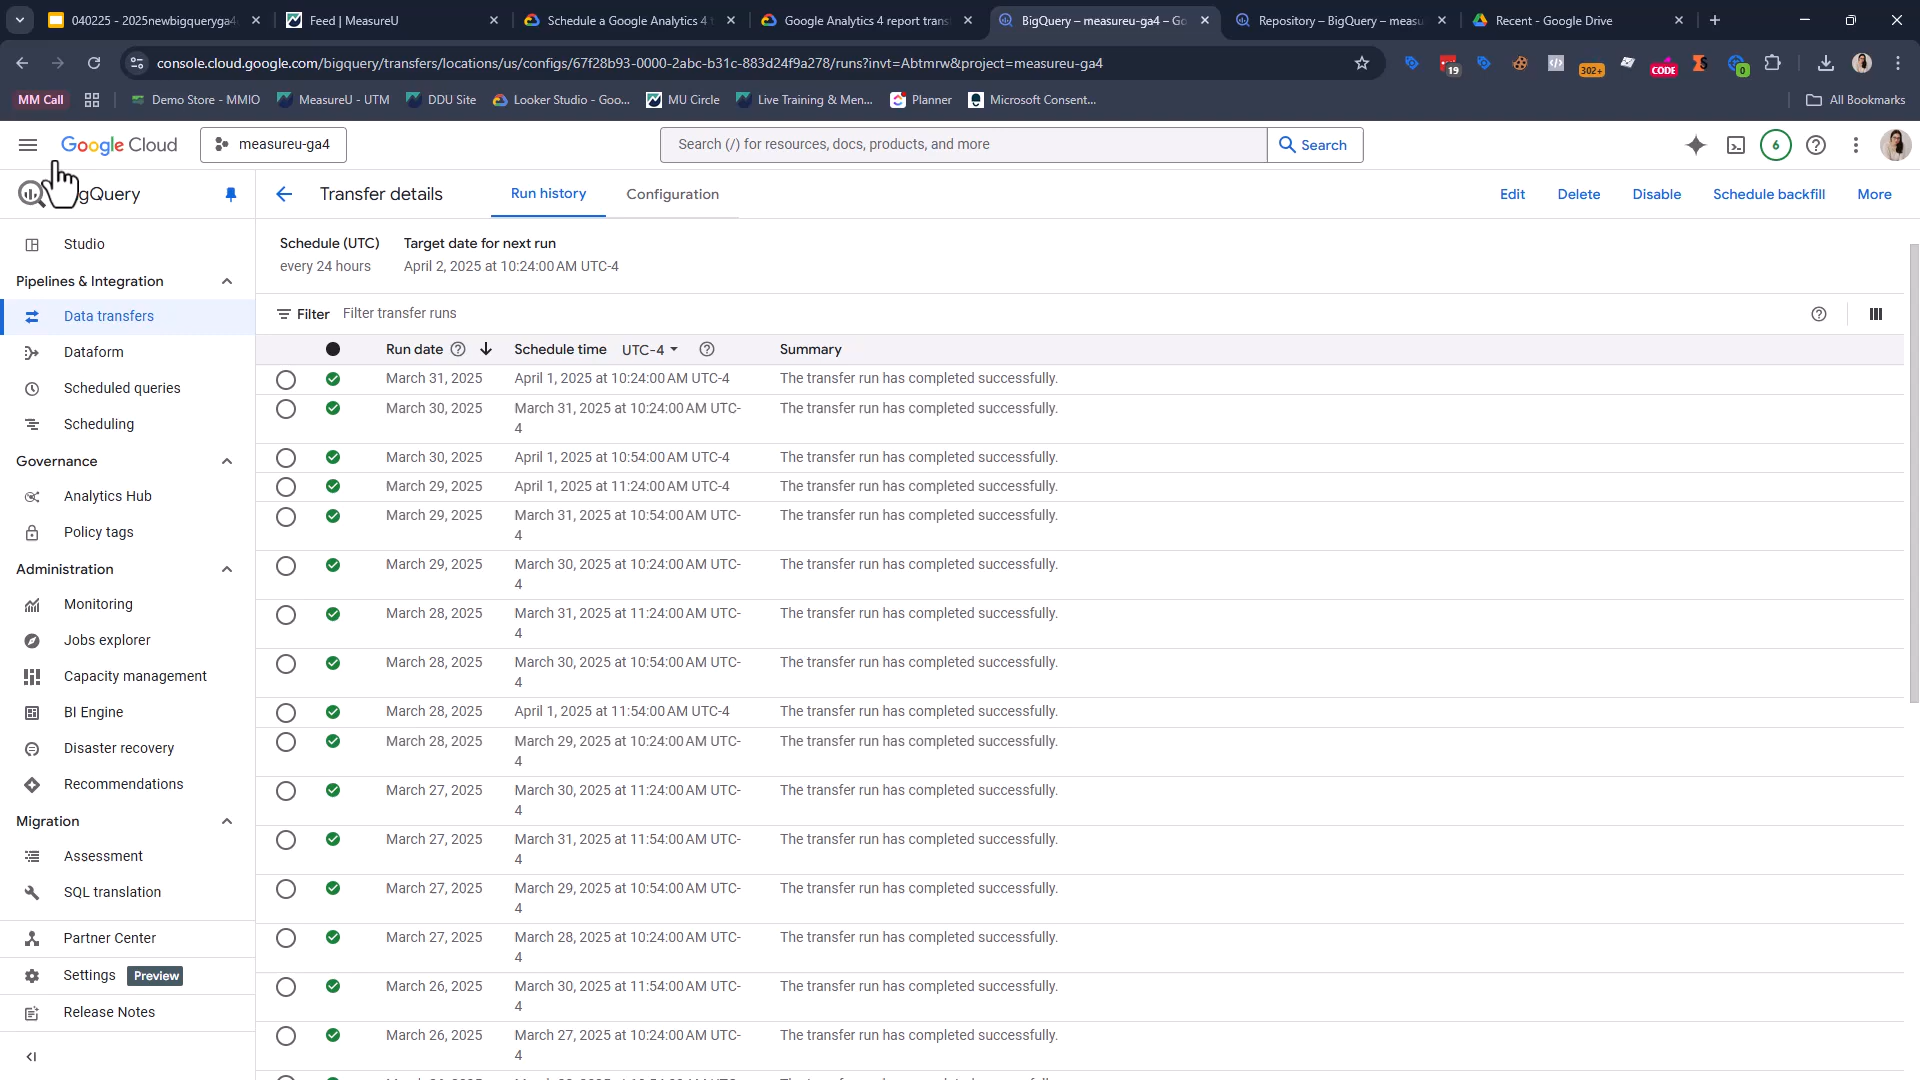 040225 - 2025newbigqueryga4
Feed | MeasureU
Schedule a Google Analytics 4 t
Google Analytics 4 report trans
BigQuery – measureu-ga4 – Go
Repository – BigQuery – measu
Recent - Google Drive
console.cloud.google.com/bigquery/transfers/locations/us/configs/67f28b93-0000-2abc-b31c-883d24f9a278/runs?invt=Abtmrw&project=measureu-ga4
19
302+
CODE
0
MM Call
Demo Store - MMIO
MeasureU - UTM
DDU Site
Looker Studio - Goo...
MU Circle
Live Training & Men...
Planner
Microsoft Consent...
All Bookmarks
Google Cloud
measureu-ga4
Search (/) for resources, docs, products, and more
Search
6
gQuery
Transfer details
Run history
Configuration
Edit
Delete
Disable
Schedule backfill
More
Studio
Pipelines & Integration
Data transfers
Dataform
Scheduled queries
Scheduling
Governance
Analytics Hub
Policy tags
Administration
Monitoring
Jobs explorer
Capacity management
BI Engine
Disaster recovery
Recommendations
Migration
Assessment
SQL translation
Partner Center
Settings Preview
Release Notes
Schedule (UTC)
every 24 hours
Target date for next run
April 2, 2025 at 10:24:00 AM UTC-4
Filter Filter transfer runs
Run date Schedule time UTC-4 Summary
March 31, 2025 April 1, 2025 at 10:24:00 AM UTC-4 The transfer run has completed successfully.
March 30, 2025 March 31, 2025 at 10:24:00 AM UTC- The transfer run has completed successfully.
4
March 30, 2025 April 1, 2025 at 10:54:00 AM UTC-4 The transfer run has completed successfully.
March 29, 2025 April 1, 2025 at 11:24:00 AM UTC-4 The transfer run has completed successfully.
March 29, 2025 March 31, 2025 at 10:54:00 AM UTC- The transfer run has completed successfully.
4
March 29, 2025 March 30, 2025 at 10:24:00 AM UTC- The transfer run has completed successfully.
4
March 28, 2025 March 31, 2025 at 11:24:00 AM UTC- The transfer run has completed successfully.
4
March 28, 2025 March 30, 2025 at 10:54:00 AM UTC- The transfer run has completed successfully.
4
March 28, 2025 April 1, 2025 at 11:54:00 AM UTC-4 The transfer run has completed successfully.
March 28, 2025 March 29, 2025 at 10:24:00 AM UTC- The transfer run has completed successfully.
4
March 27, 2025 March 30, 2025 at 11:24:00 AM UTC- The transfer run has completed successfully.
4
March 27, 2025 March 31, 2025 at 11:54:00 AM UTC- The transfer run has completed successfully.
4
March 27, 2025 March 29, 2025 at 10:54:00 AM UTC- The transfer run has completed successfully.
4
March 27, 2025 March 28, 2025 at 10:24:00 AM UTC- The transfer run has completed successfully.
4
March 26, 2025 March 30, 2025 at 11:54:00 AM UTC- The transfer run has completed successfully.
4
March 26, 2025 March 27, 2025 at 10:24:00 AM UTC- The transfer run has completed successfully.
4